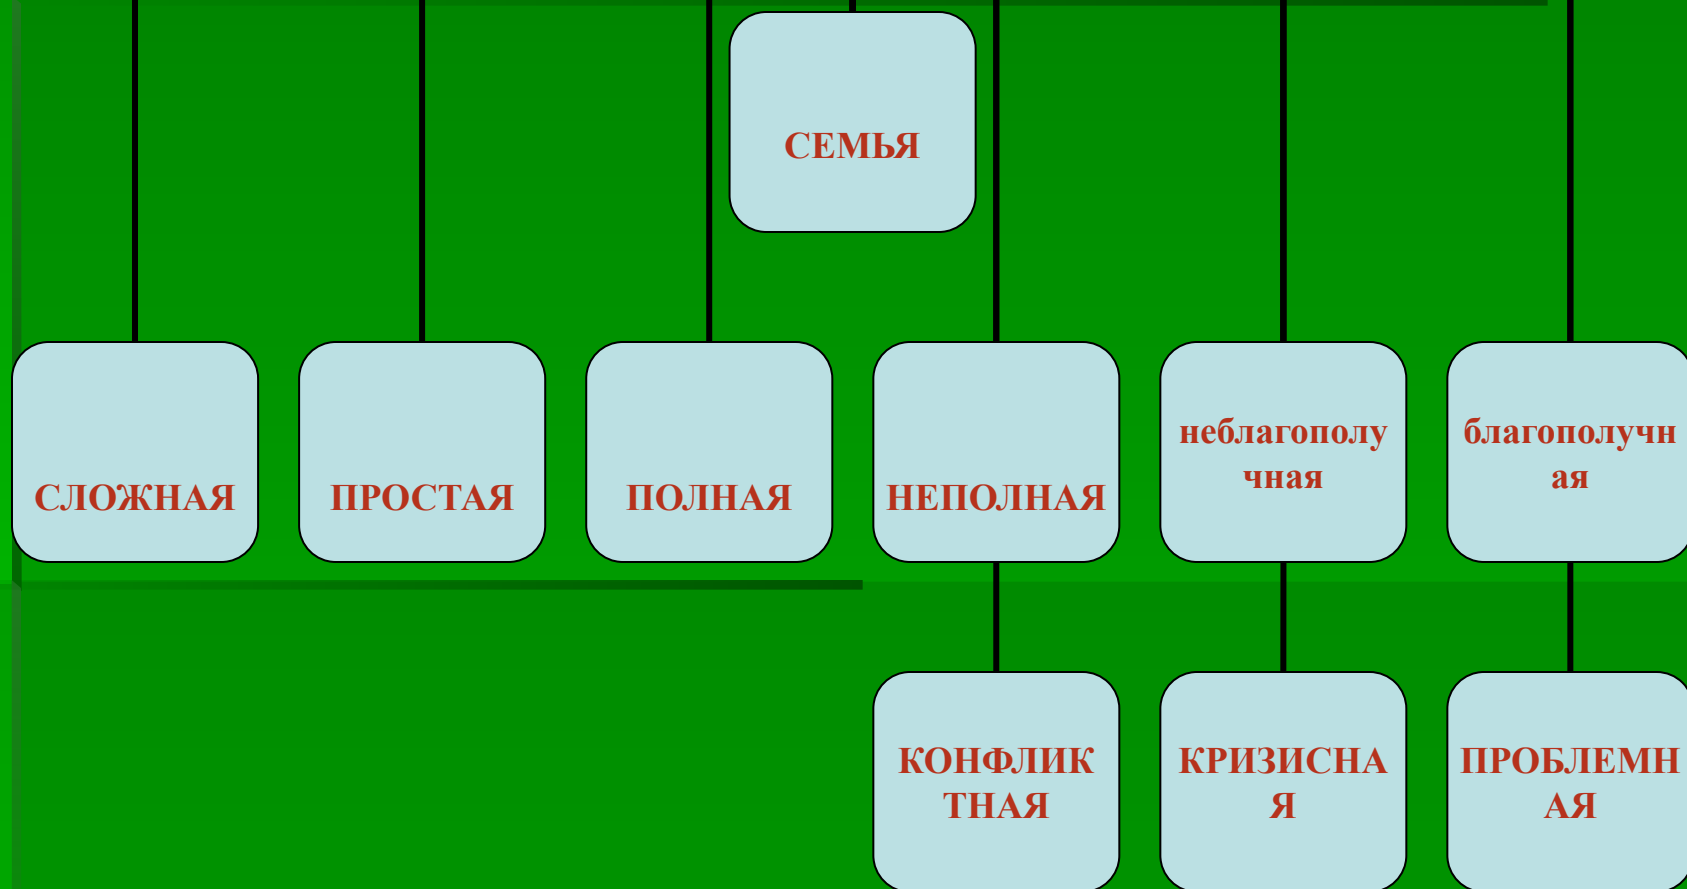 СЕМЬЯ
СЛОЖНАЯ
ПРОСТАЯ
ПОЛНАЯ
НЕПОЛНАЯ
неблагополу
чная
благополучн
ая
КОНФЛИК
ТНАЯ
КРИЗИСНА
Я
ПРОБЛЕМН
АЯ